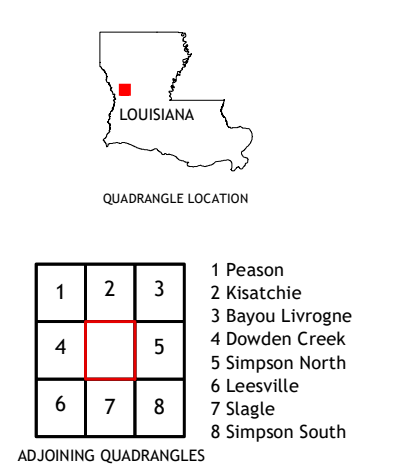 LOUISIANA
QUADRANGLE LOCATION
1 2 3
4 5
6 7 8
1 Peason
2 Kisatchie
3 Bayou Livrogne
4 Dowden Creek
5 Simpson North
6 Leesville
7 Slagle
8 Simpson South
ADJOINING QUADRANGLES